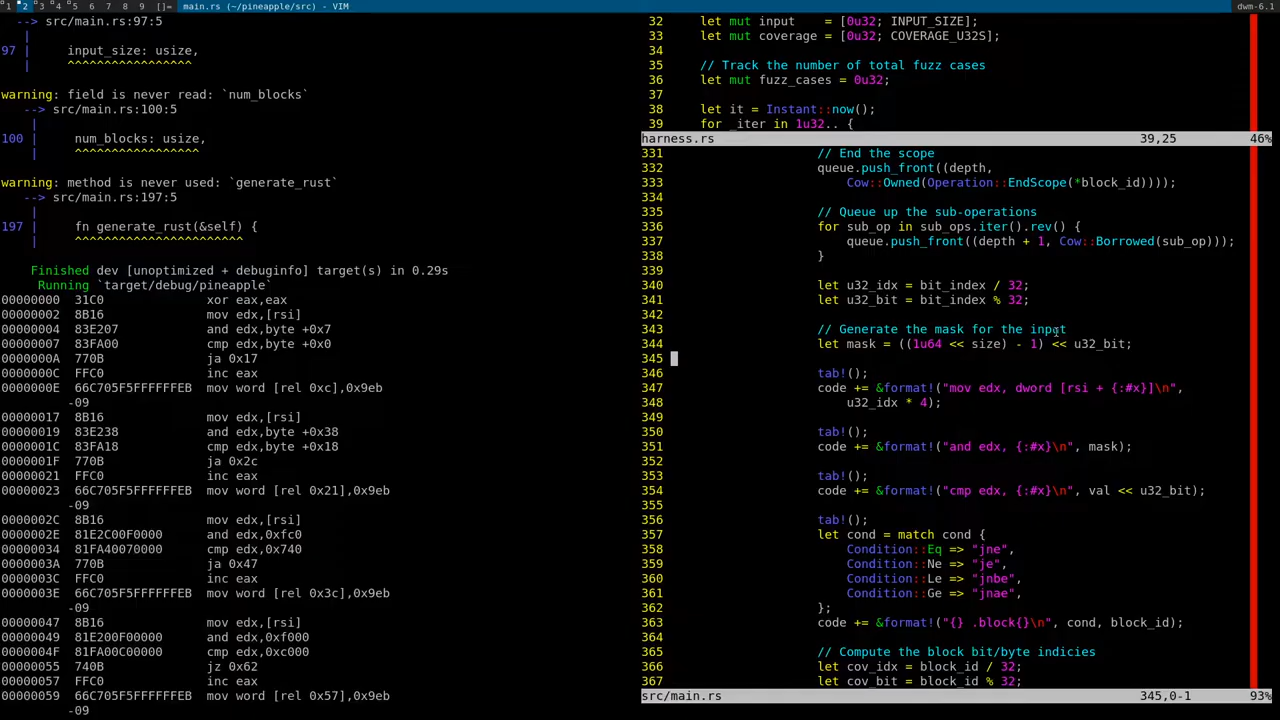 1 2 3 4 5 6 7 8 9 []= main.rs (~/pineapple/src) - VIM dwm-6.1
--> src/main.rs:97:5
|
97 | input_size: usize,
| ^^^^^^^^^^^^^^^^^
warning: field is never read: `num_blocks`
--> src/main.rs:100:5
|
100 | num_blocks: usize,
| ^^^^^^^^^^^^^^^^^
warning: method is never used: `generate_rust`
--> src/main.rs:197:5
|
197 | fn generate_rust(&self) {
| ^^^^^^^^^^^^^^^^^^^^^^^
Finished dev [unoptimized + debuginfo] target(s) in 0.29s
Running `target/debug/pineapple`
00000000 31C0 xor eax,eax
00000002 8B16 mov edx,[rsi]
00000004 83E207 and edx,byte +0x7
00000007 83FA00 cmp edx,byte +0x0
0000000A 770B ja 0x17
0000000C FFC0 inc eax
0000000E 66C705F5FFFFFFEB mov word [rel 0xc],0x9eb
-09
00000017 8B16 mov edx,[rsi]
00000019 83E238 and edx,byte +0x38
0000001C 83FA18 cmp edx,byte +0x18
0000001F 770B ja 0x2c
00000021 FFC0 inc eax
00000023 66C705F5FFFFFFEB mov word [rel 0x21],0x9eb
-09
0000002C 8B16 mov edx,[rsi]
0000002E 81E2C00F0000 and edx,0xfc0
00000034 81FA40070000 cmp edx,0x740
0000003A 770B ja 0x47
0000003C FFC0 inc eax
0000003E 66C705F5FFFFFFEB mov word [rel 0x3c],0x9eb
-09
00000047 8B16 mov edx,[rsi]
00000049 81E200F00000 and edx,0xf000
0000004F 81FA00C00000 cmp edx,0xc000
00000055 740B jz 0x62
00000057 FFC0 inc eax
00000059 66C705F5FFFFFFEB mov word [rel 0x57],0x9eb
-09
32 let mut input = [0u32; INPUT_SIZE];
33 let mut coverage = [0u32; COVERAGE_U32S];
34
35 // Track the number of total fuzz cases
36 let mut fuzz_cases = 0u32;
37
38 let it = Instant::now();
39 for _iter in 1u32.. {
harness.rs 39,25 46%
331 // End the scope
332 queue.push_front((depth,
333 Cow::Owned(Operation::EndScope(*block_id))));
334
335 // Queue up the sub-operations
336 for sub_op in sub_ops.iter().rev() {
337 queue.push_front((depth + 1, Cow::Borrowed(sub_op)));
338 }
339
340 let u32_idx = bit_index / 32;
341 let u32_bit = bit_index % 32;
342
343 // Generate the mask for the input
344 let mask = ((1u64 << size) - 1) << u32_bit;
345
346 tab!();
347 code += &format!("mov edx, dword [rsi + {:#x}]\n",
348 u32_idx * 4);
349
350 tab!();
351 code += &format!("and edx, {:#x}\n", mask);
352
353 tab!();
354 code += &format!("cmp edx, {:#x}\n", val << u32_bit);
355
356 tab!();
357 let cond = match cond {
358 Condition::Eq => "jne",
359 Condition::Ne => "je",
360 Condition::Le => "jnbe",
361 Condition::Ge => "jnae",
362 };
363 code += &format!("{} .block{}\n", cond, block_id);
364
365 // Compute the block bit/byte indicies
366 let cov_idx = block_id / 32;
367 let cov_bit = block_id % 32;
src/main.rs 345,0-1 93%